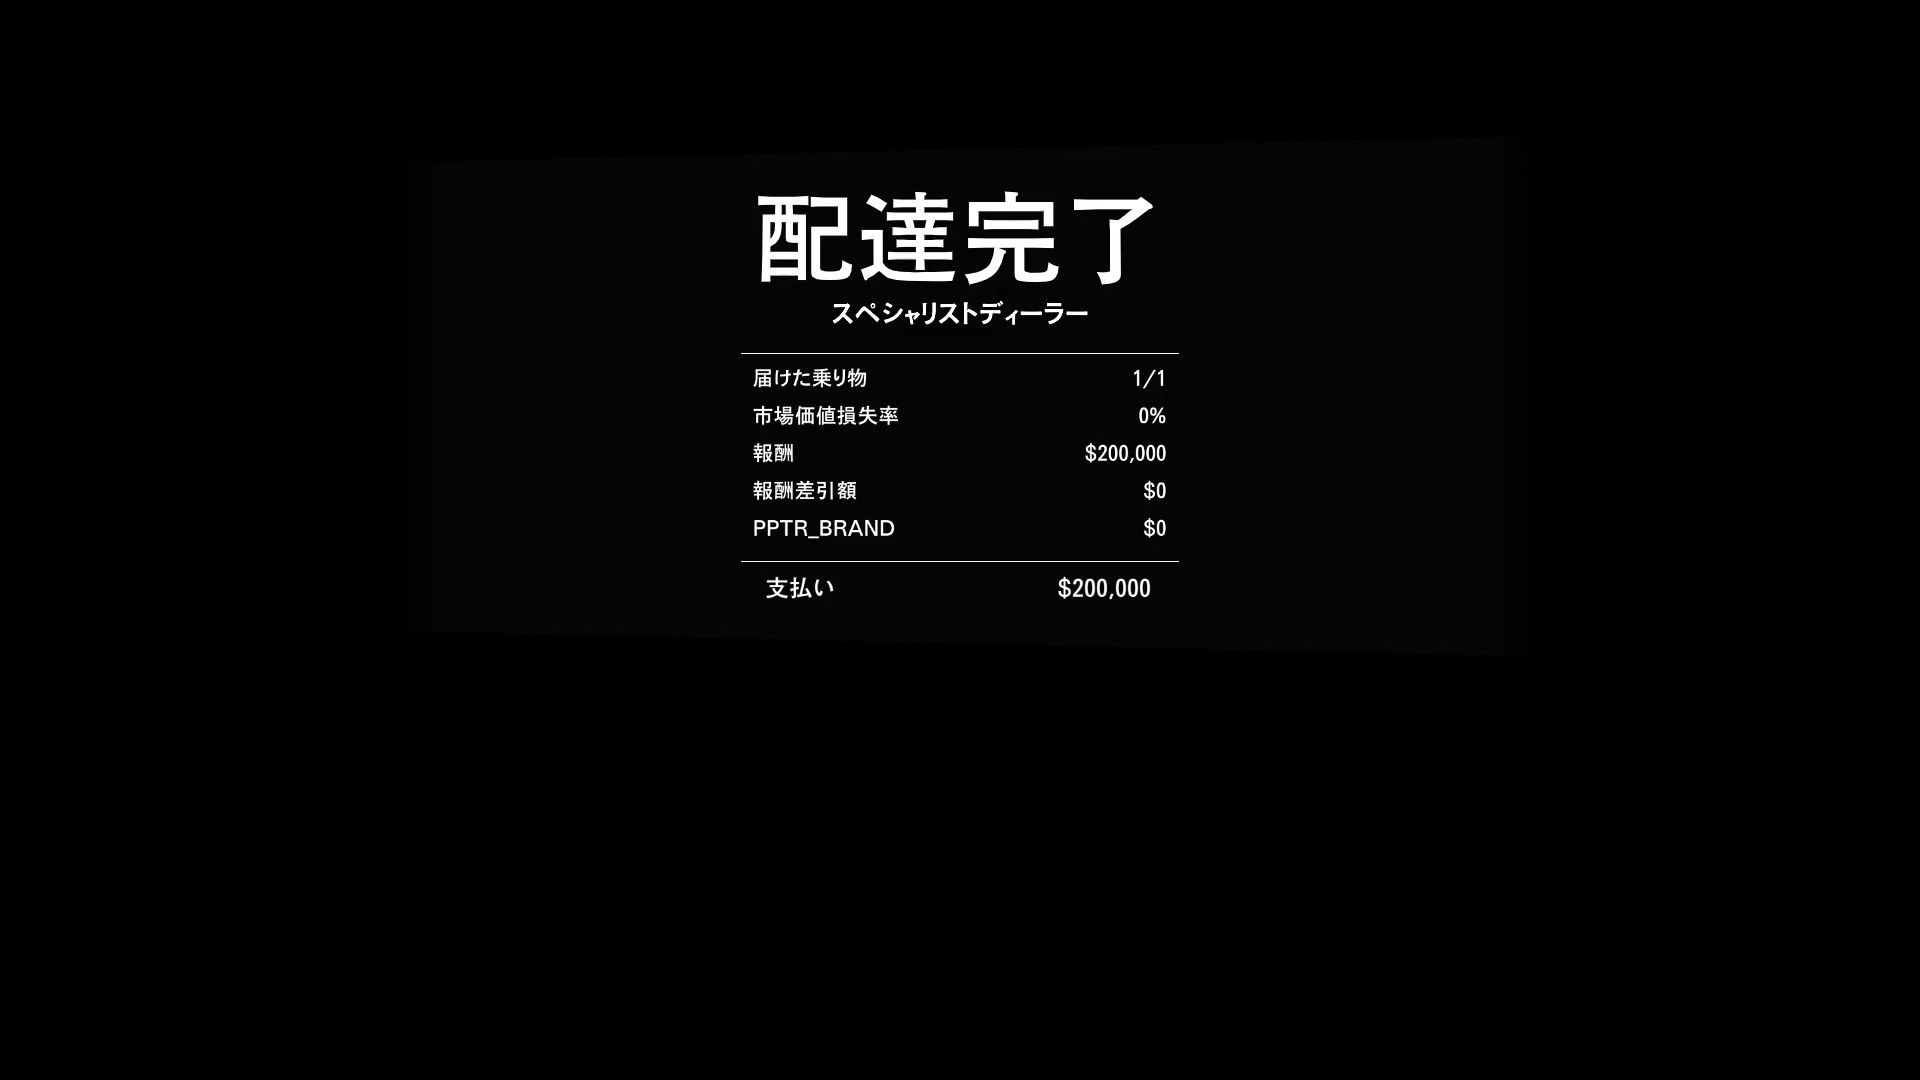 配達完了
スペシャリストディーラー
届けた乗り物 1/1
市場価値損失率 0%
報酬 $200,000
報酬差引額 $0
PPTR_BRAND $0
支払い $200,000